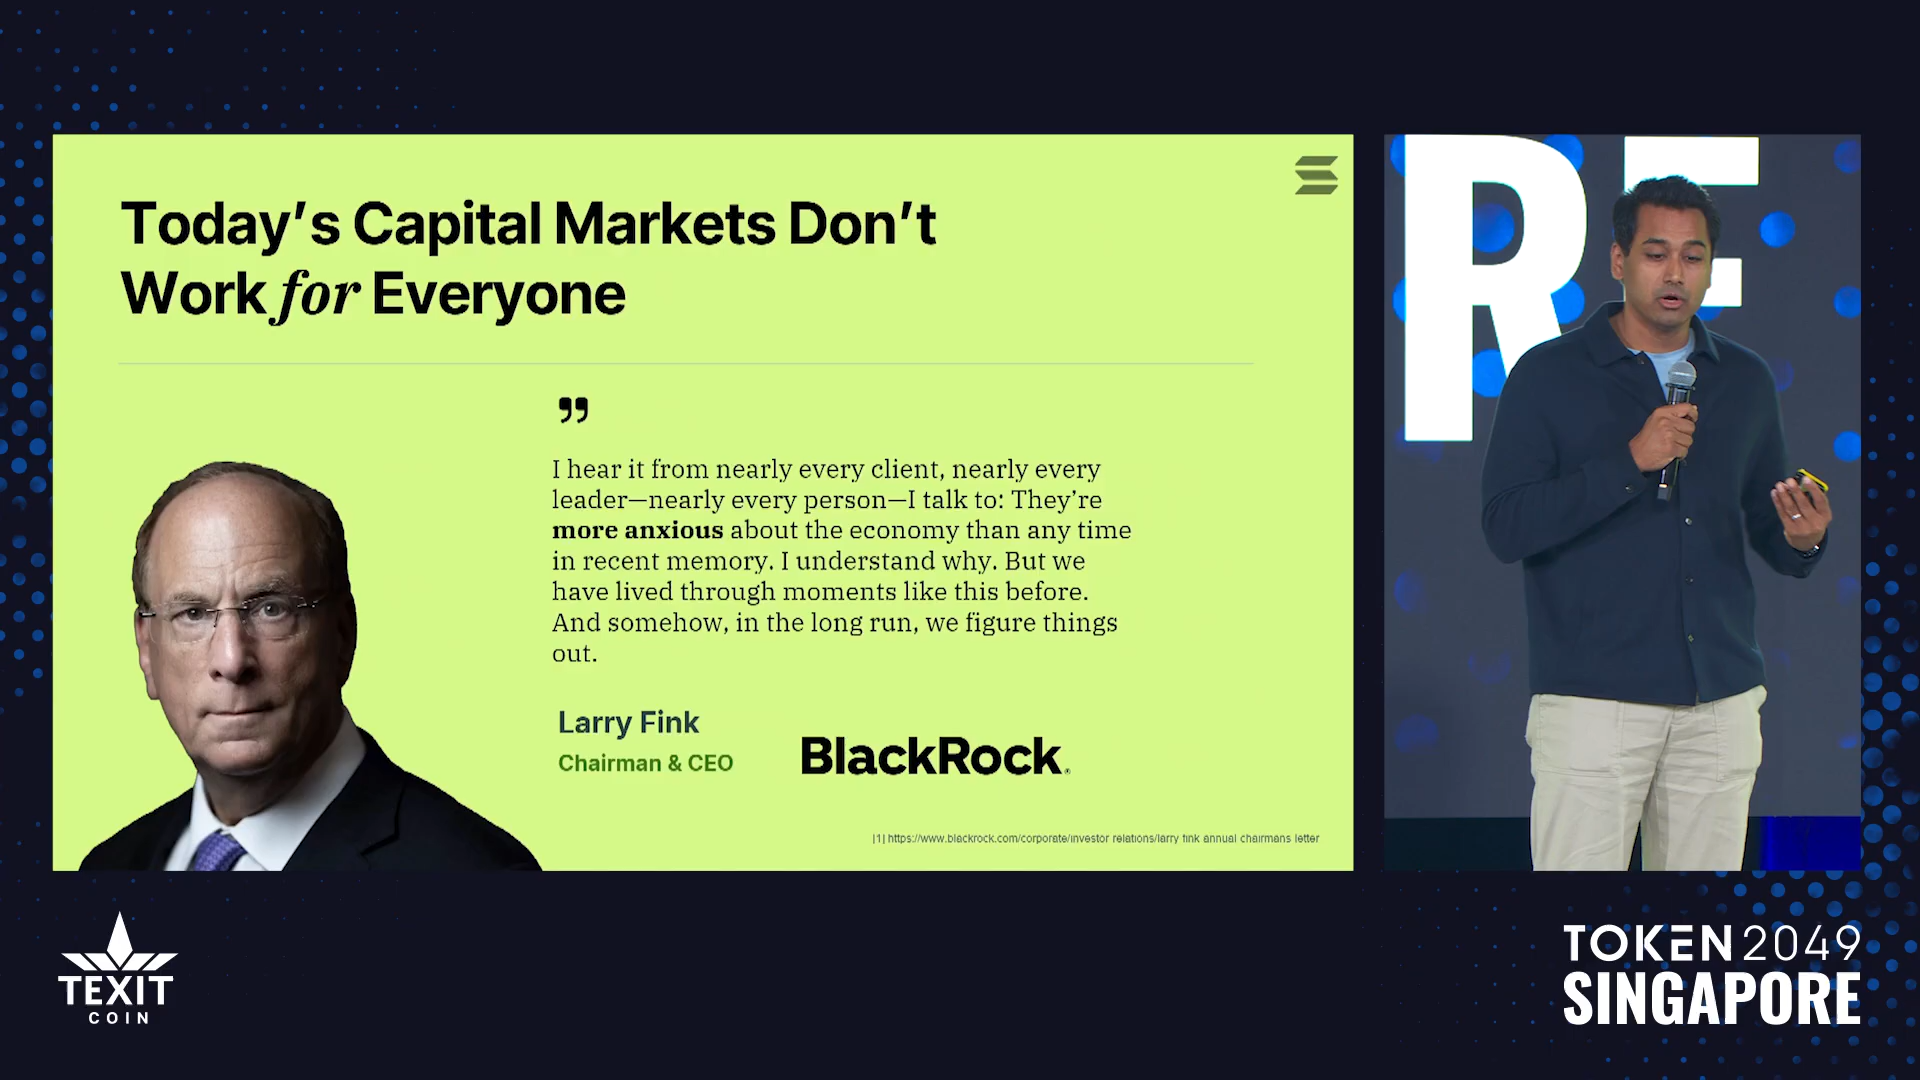 Today’s Capital Markets Don’t
Work for Everyone
”
I hear it from nearly every client, nearly every
leader—nearly every person—I talk to: They’re
more anxious about the economy than any time
in recent memory. I understand why. But we
have lived through moments like this before.
And somehow, in the long run, we figure things
out.
Larry Fink
Chairman & CEO
BlackRock.
[1] https://www.blackrock.com/corporate/investor relations/larry fink annual chairmans letter
RE
TEXIT
COIN
TOKEN2049
SINGAPORE